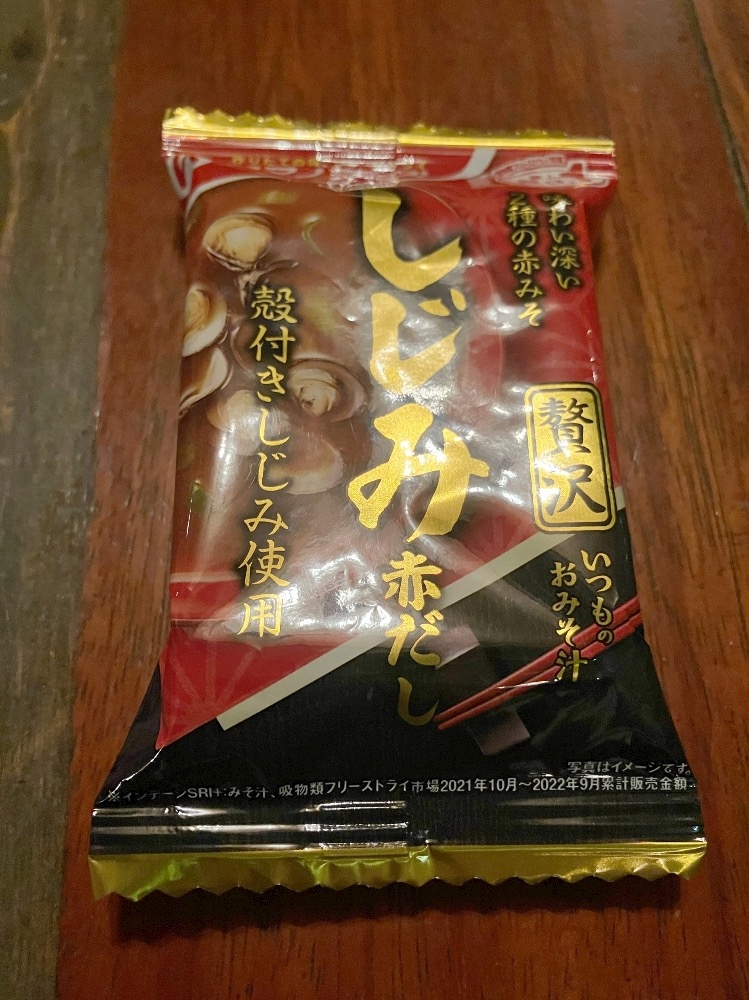 味わい深い
2種の赤みそ
贅沢
いつもの
おみそ汁
しじみ
赤だし
殻付きしじみ使用
写真はイメージです。
※インテージSRI+:みそ汁、吸物類フリーズドライ市場2021年10月〜2022年9月累計販売金額